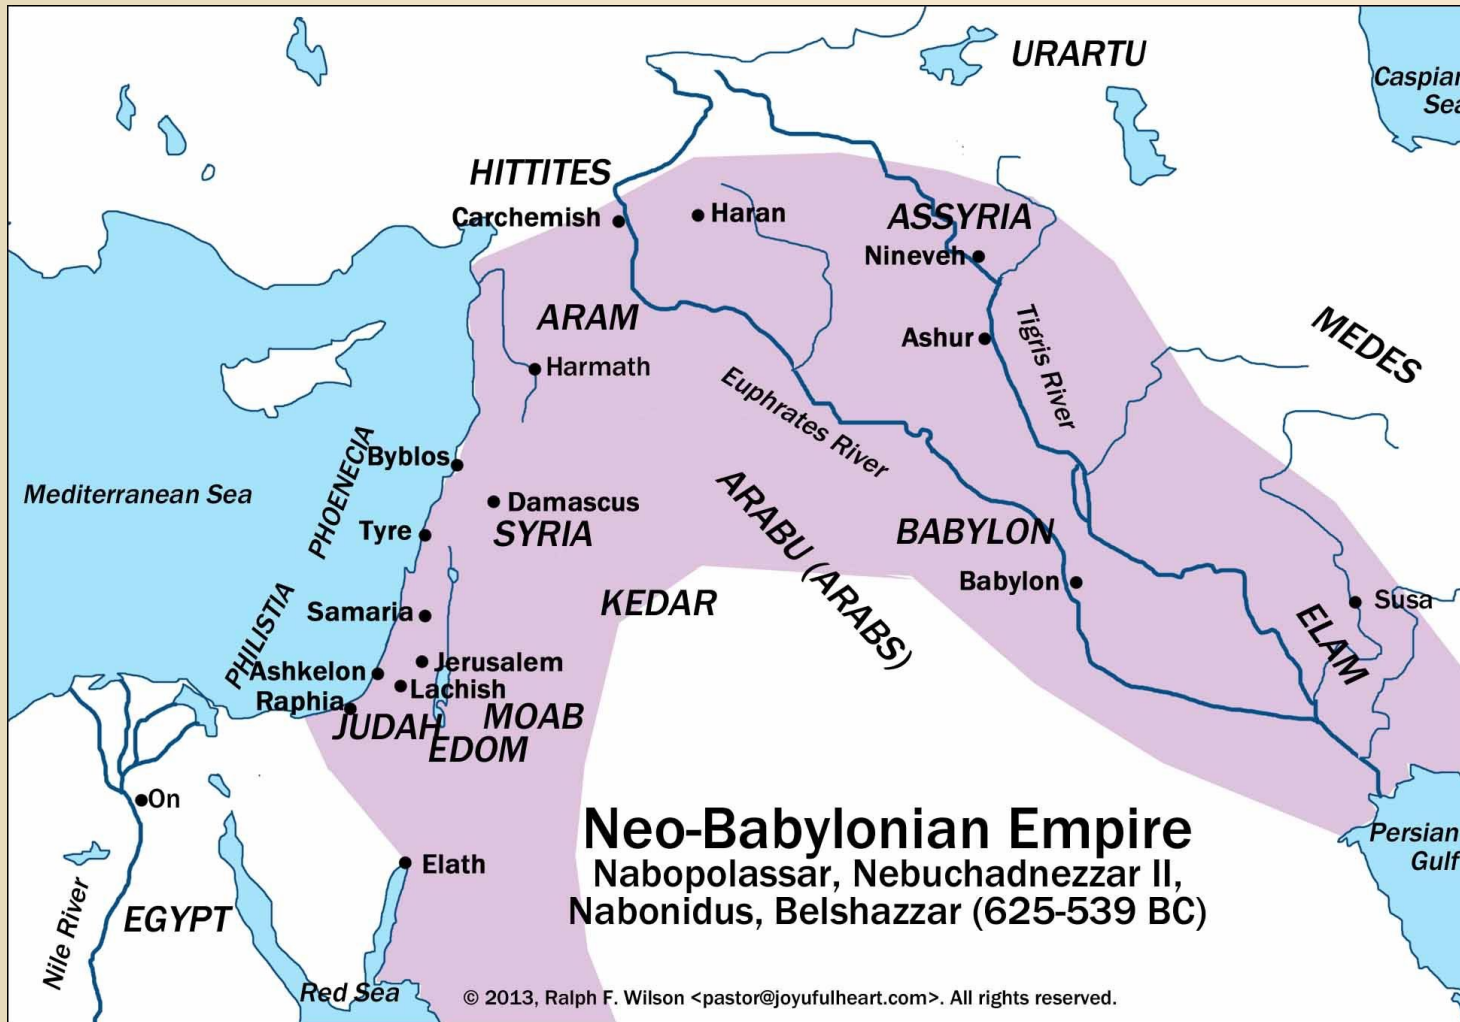 URARTU
Caspian
Sea
HITTITES
Carchemish
Haran
ASSYRIA
Nineveh
ARAM
Harmath
Ashur
Tigris River
MEDES
Euphrates River
Mediterranean Sea
PHOENECIA
Byblos
Damascus
SYRIA
Tyre
ARABU (ARABS)
BABYLON
Babylon
KEDAR
Samaria
PHILISTIA
Ashkelon
Jerusalem
Lachish
Raphia
JUDAH
MOAB
EDOM
ELAM
Susa
On
Elath
EGYPT
Nile River
Red Sea
Persian
Gulf
Neo-Babylonian Empire
Nabopolassar, Nebuchadnezzar II,
Nabonidus, Belshazzar (625-539 BC)
© 2013, Ralph F. Wilson <pastor@joyufulheart.com>. All rights reserved.